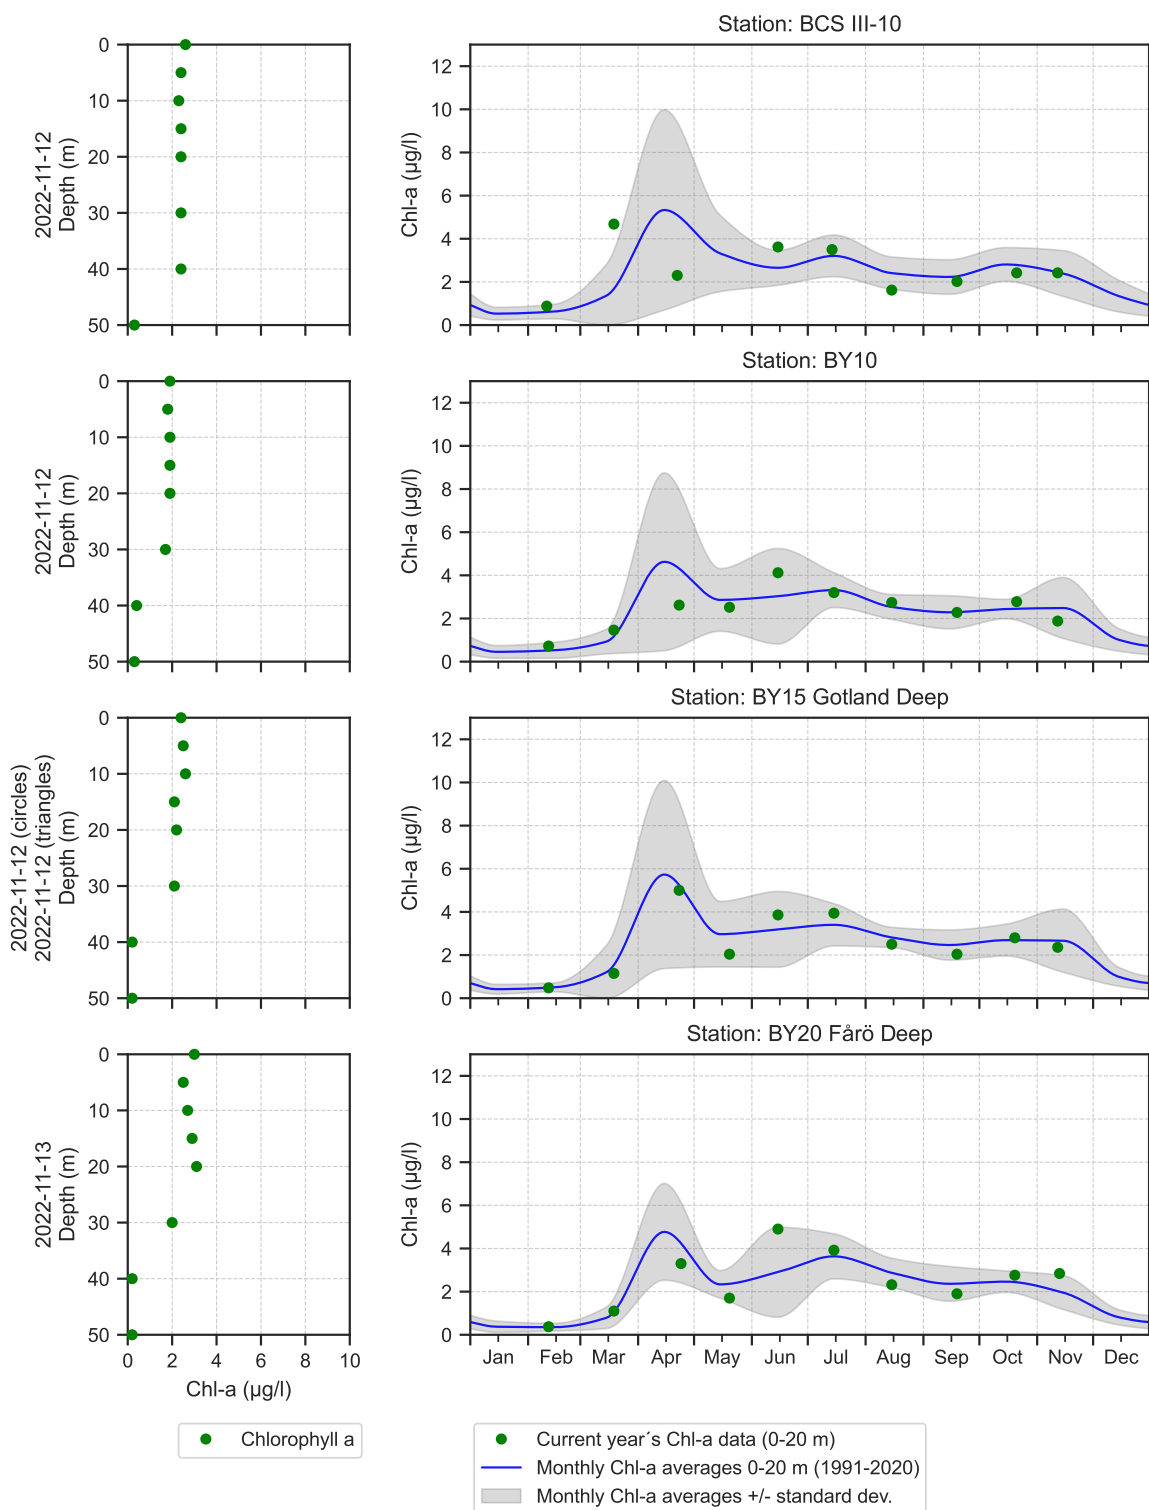 Station: BCS III-10
2022-11-12
Depth (m)
0
10
20
30
40
50
Chl-a (µg/l)
12
10
8
6
4
2
0
Station: BY10
2022-11-12
Depth (m)
0
10
20
30
40
50
Chl-a (µg/l)
12
10
8
6
4
2
0
Station: BY15 Gotland Deep
2022-11-12 (circles)
2022-11-12 (triangles)
Depth (m)
0
10
20
30
40
50
Chl-a (µg/l)
12
10
8
6
4
2
0
Station: BY20 Fårö Deep
2022-11-13
Depth (m)
0
10
20
30
40
50
0 2 4 6 8 10
Chl-a (µg/l)
Chl-a (µg/l)
12
10
8
6
4
2
0
Jan Feb Mar Apr May Jun Jul Aug Sep Oct Nov Dec
Chlorophyll a
Current year´s Chl-a data (0-20 m)
Monthly Chl-a averages 0-20 m (1991-2020)
Monthly Chl-a averages +/- standard dev.